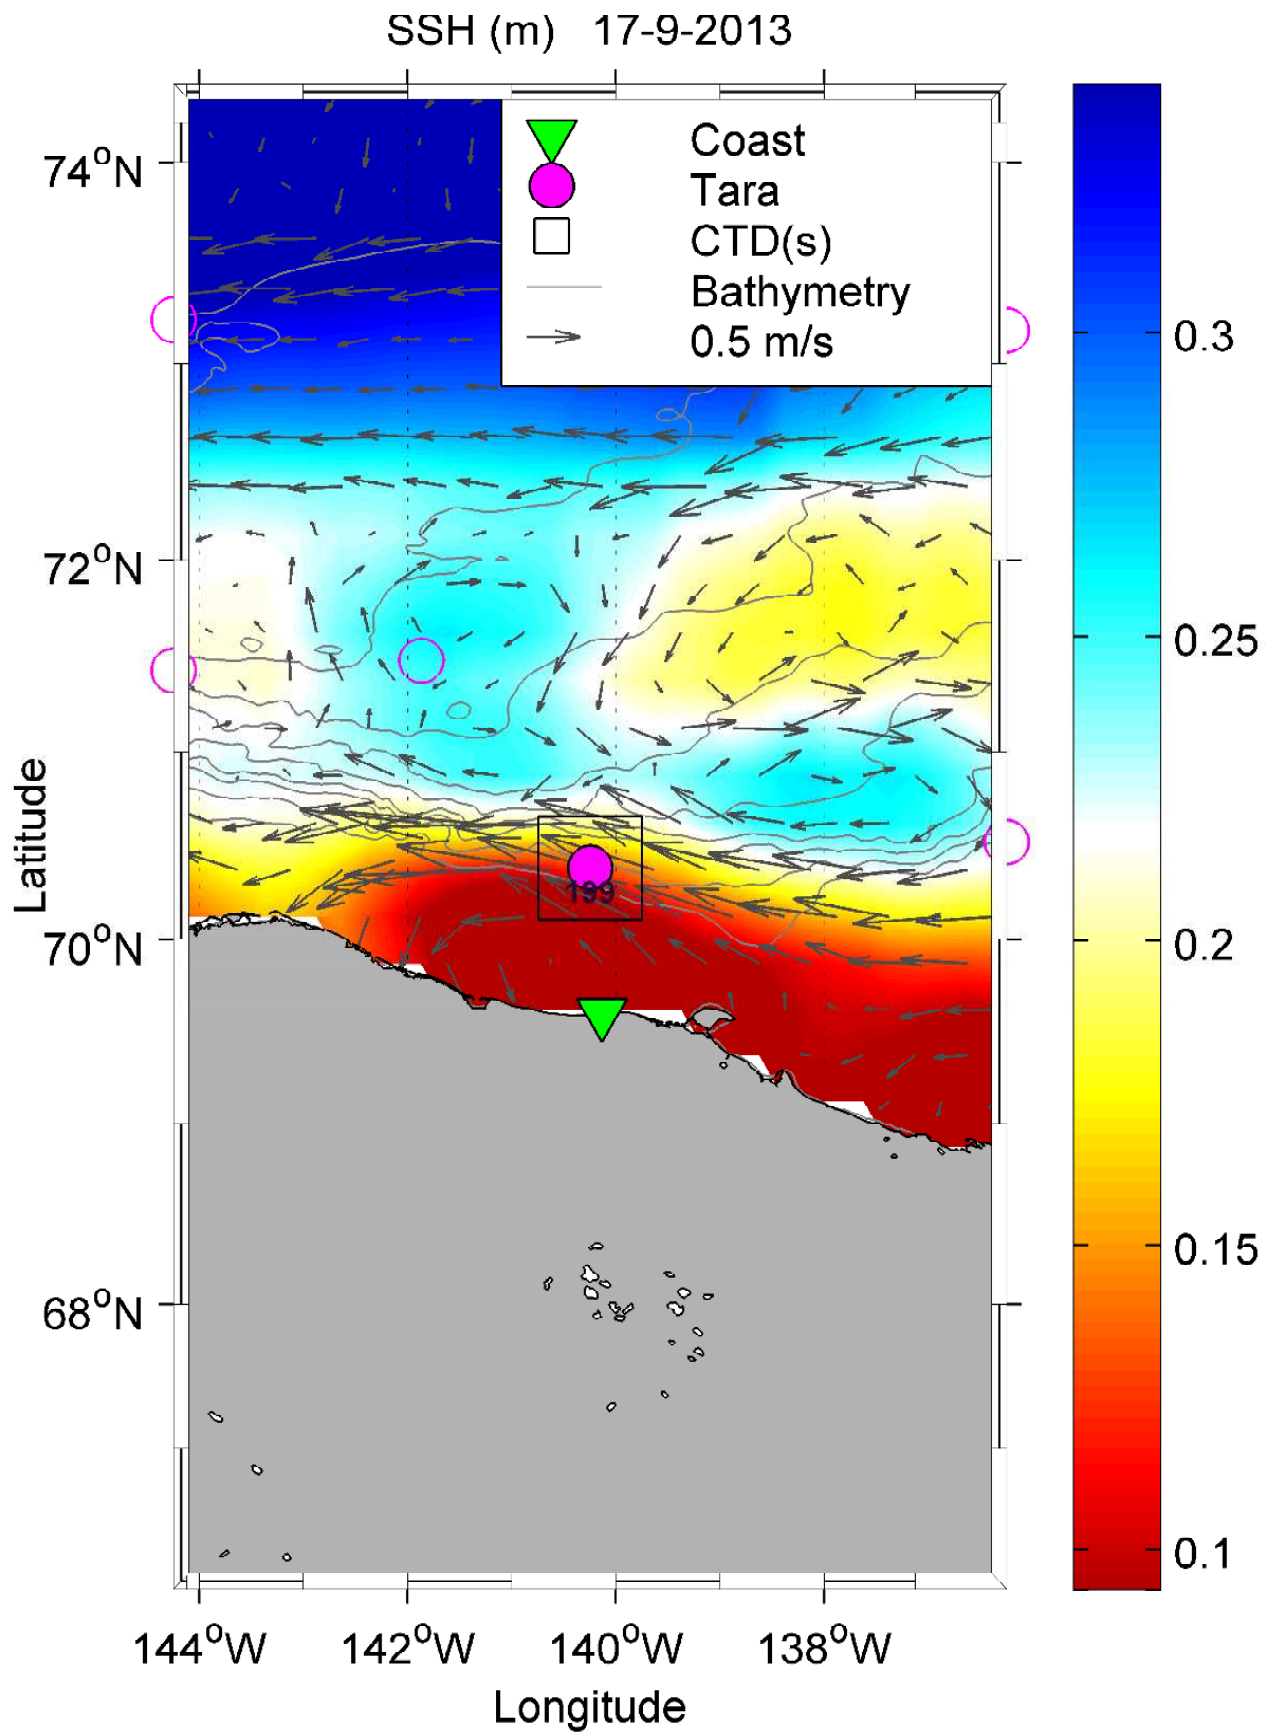 SSH (m) 17-9-2013
Coast
Tara
CTD(s)
Bathymetry
0.5 m/s
74°N
72°N
70°N
68°N
Latitude
199
0.3
0.25
0.2
0.15
0.1
144°W 142°W 140°W 138°W
Longitude